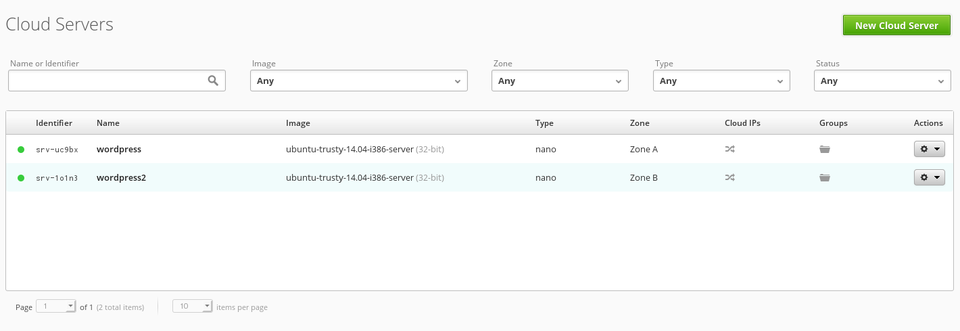 Cloud Servers
New Cloud Server
Name or Identifier Image Zone Type Status
Any Any Any Any
Identifier Name Image Type Zone Cloud IPs Groups Actions
srv-uc9bx wordpress ubuntu-trusty-14.04-i386-server (32-bit) nano Zone A
srv-1o1n3 wordpress2 ubuntu-trusty-14.04-i386-server (32-bit) nano Zone B
Page 1 of 1 (2 total items) 10 items per page